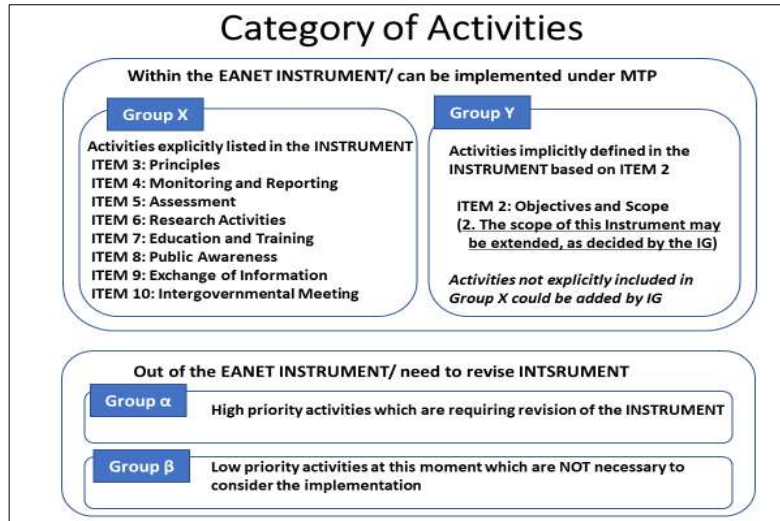 Category of Activities
Within the EANET INSTRUMENT/ can be implemented under MTP
Group X
Activities explicitly listed in the INSTRUMENT
ITEM 3: Principles
ITEM 4: Monitoring and Reporting
ITEM 5: Assessment
ITEM 6: Research Activities
ITEM 7: Education and Training
ITEM 8: Public Awareness
ITEM 9: Exchange of Information
ITEM 10: Intergovernmental Meeting
Group Y
Activities implicitly defined in the
INSTRUMENT based on ITEM 2
ITEM 2: Objectives and Scope
(2. The scope of this Instrument may
be extended, as decided by the IG)
Activities not explicitly included in
Group X could be added by IG
Out of the EANET INSTRUMENT/ need to revise INTSRUMENT
Group α
High priority activities which are requiring revision of the INSTRUMENT
Group β
Low priority activities at this moment which are NOT necessary to
consider the implementation